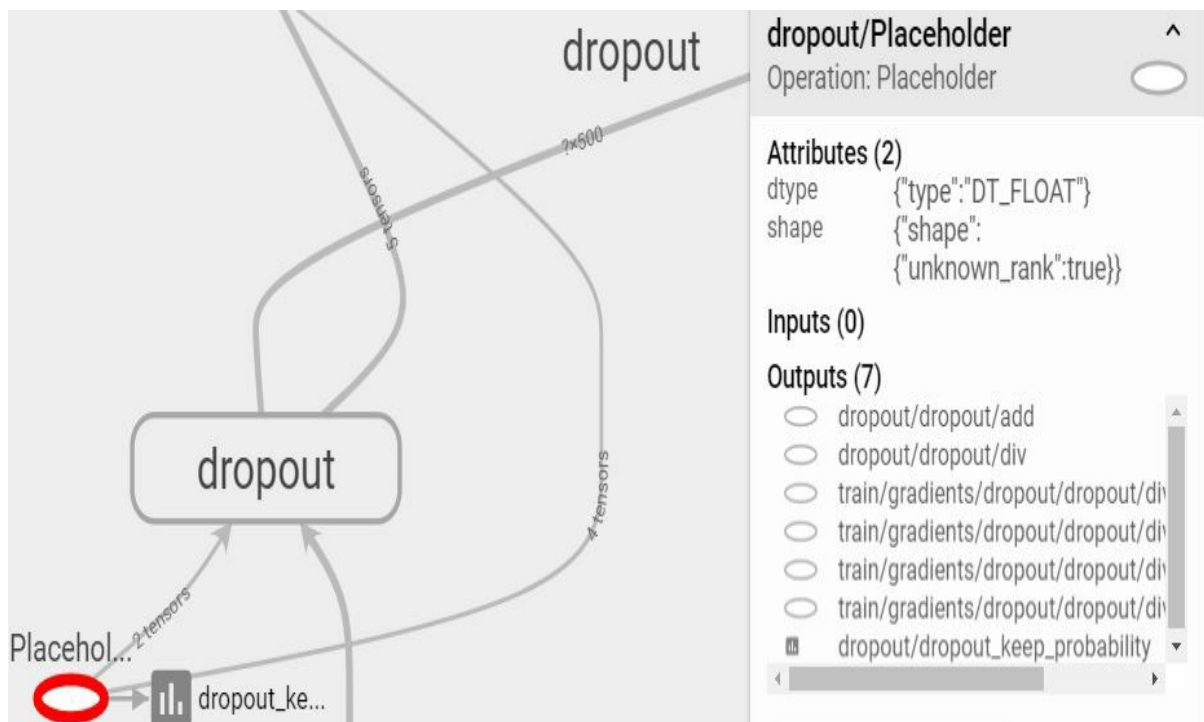 dropout
?×500
5 tensors
dropout
4 tensors
2 tensors
Placehol...
dropout_ke...
dropout/Placeholder
Operation: Placeholder
Attributes (2)
dtype {"type":"DT_FLOAT"}
shape {"shape":
{"unknown_rank":true}}
Inputs (0)
Outputs (7)
dropout/dropout/add
dropout/dropout/div
train/gradients/dropout/dropout/div
train/gradients/dropout/dropout/div
train/gradients/dropout/dropout/div
train/gradients/dropout/dropout/div
dropout/dropout_keep_probability